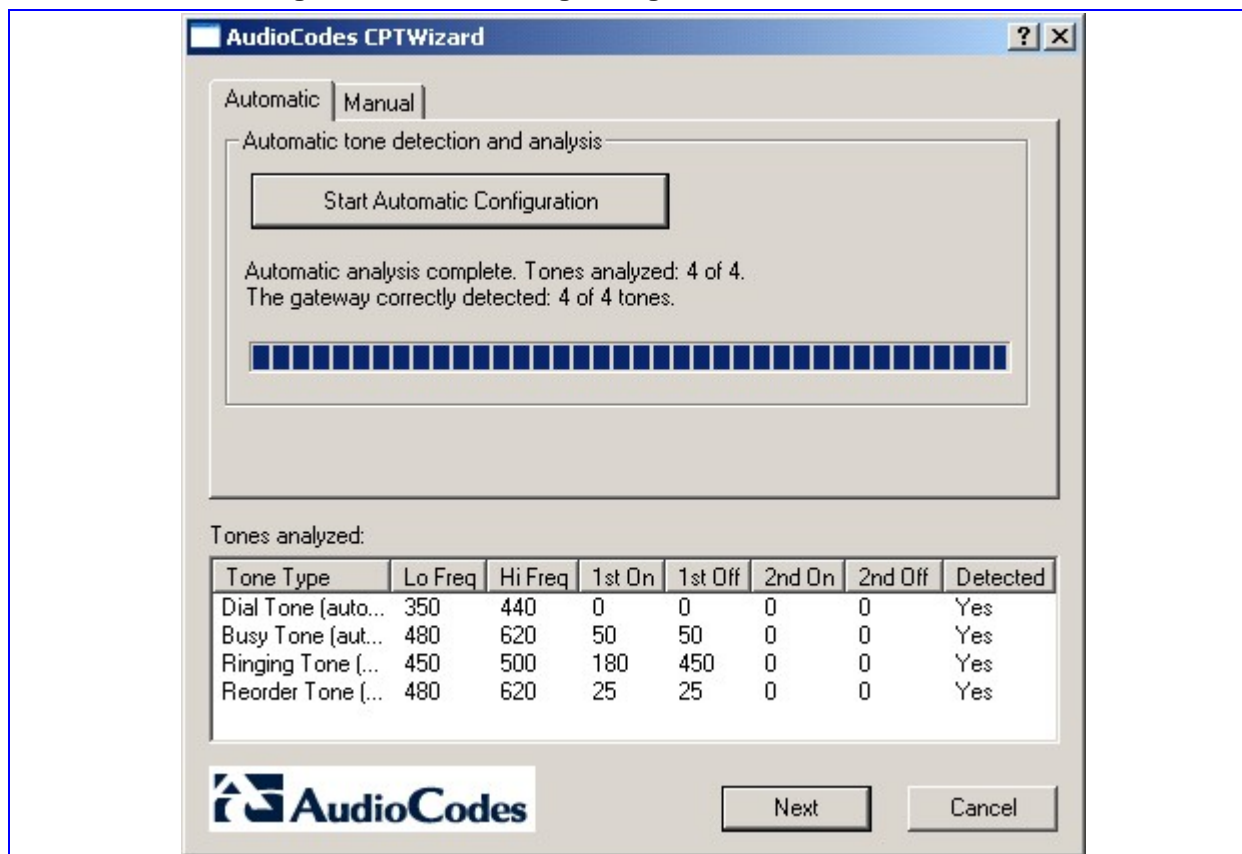 AudioCodes CPTWizard
Automatic Manual
Automatic tone detection and analysis
Start Automatic Configuration
Automatic analysis complete. Tones analyzed: 4 of 4.
The gateway correctly detected: 4 of 4 tones.
Tones analyzed:
Tone Type Lo Freq Hi Freq 1st On 1st Off 2nd On 2nd Off Detected
Dial Tone (auto... 350 440 0 0 0 0 Yes
Busy Tone (aut... 480 620 50 50 0 0 Yes
Ringing Tone (... 450 500 180 450 0 0 Yes
Reorder Tone (... 480 620 25 25 0 0 Yes
AudioCodes
Next Cancel